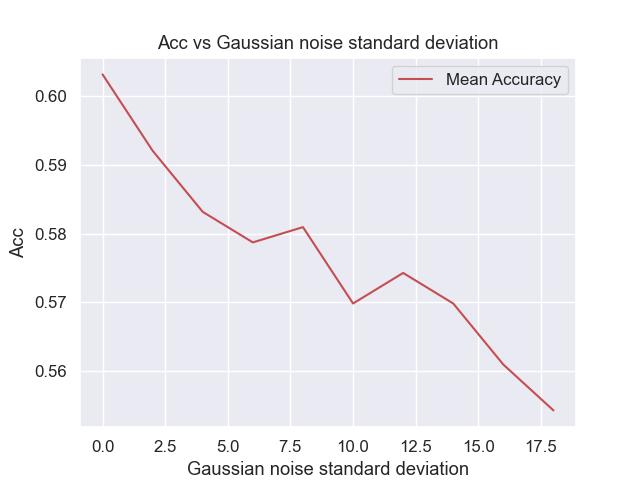 Acc vs Gaussian noise standard deviation
Mean Accuracy
0.60
0.59
0.58
0.57
0.56
Acc
0.0 2.5 5.0 7.5 10.0 12.5 15.0 17.5
Gaussian noise standard deviation